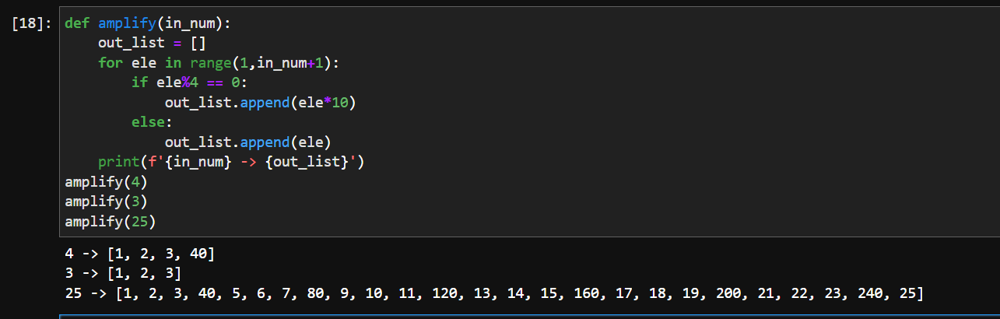 [18]: def amplify(in_num):
    out_list = []
    for ele in range(1,in_num+1):
        if ele%4 == 0:
            out_list.append(ele*10)
        else:
            out_list.append(ele)
    print(f'{in_num} -> {out_list}')
amplify(4)
amplify(3)
amplify(25)
4 -> [1, 2, 3, 40]
3 -> [1, 2, 3]
25 -> [1, 2, 3, 40, 5, 6, 7, 80, 9, 10, 11, 120, 13, 14, 15, 160, 17, 18, 19, 200, 21, 22, 23, 240, 25]